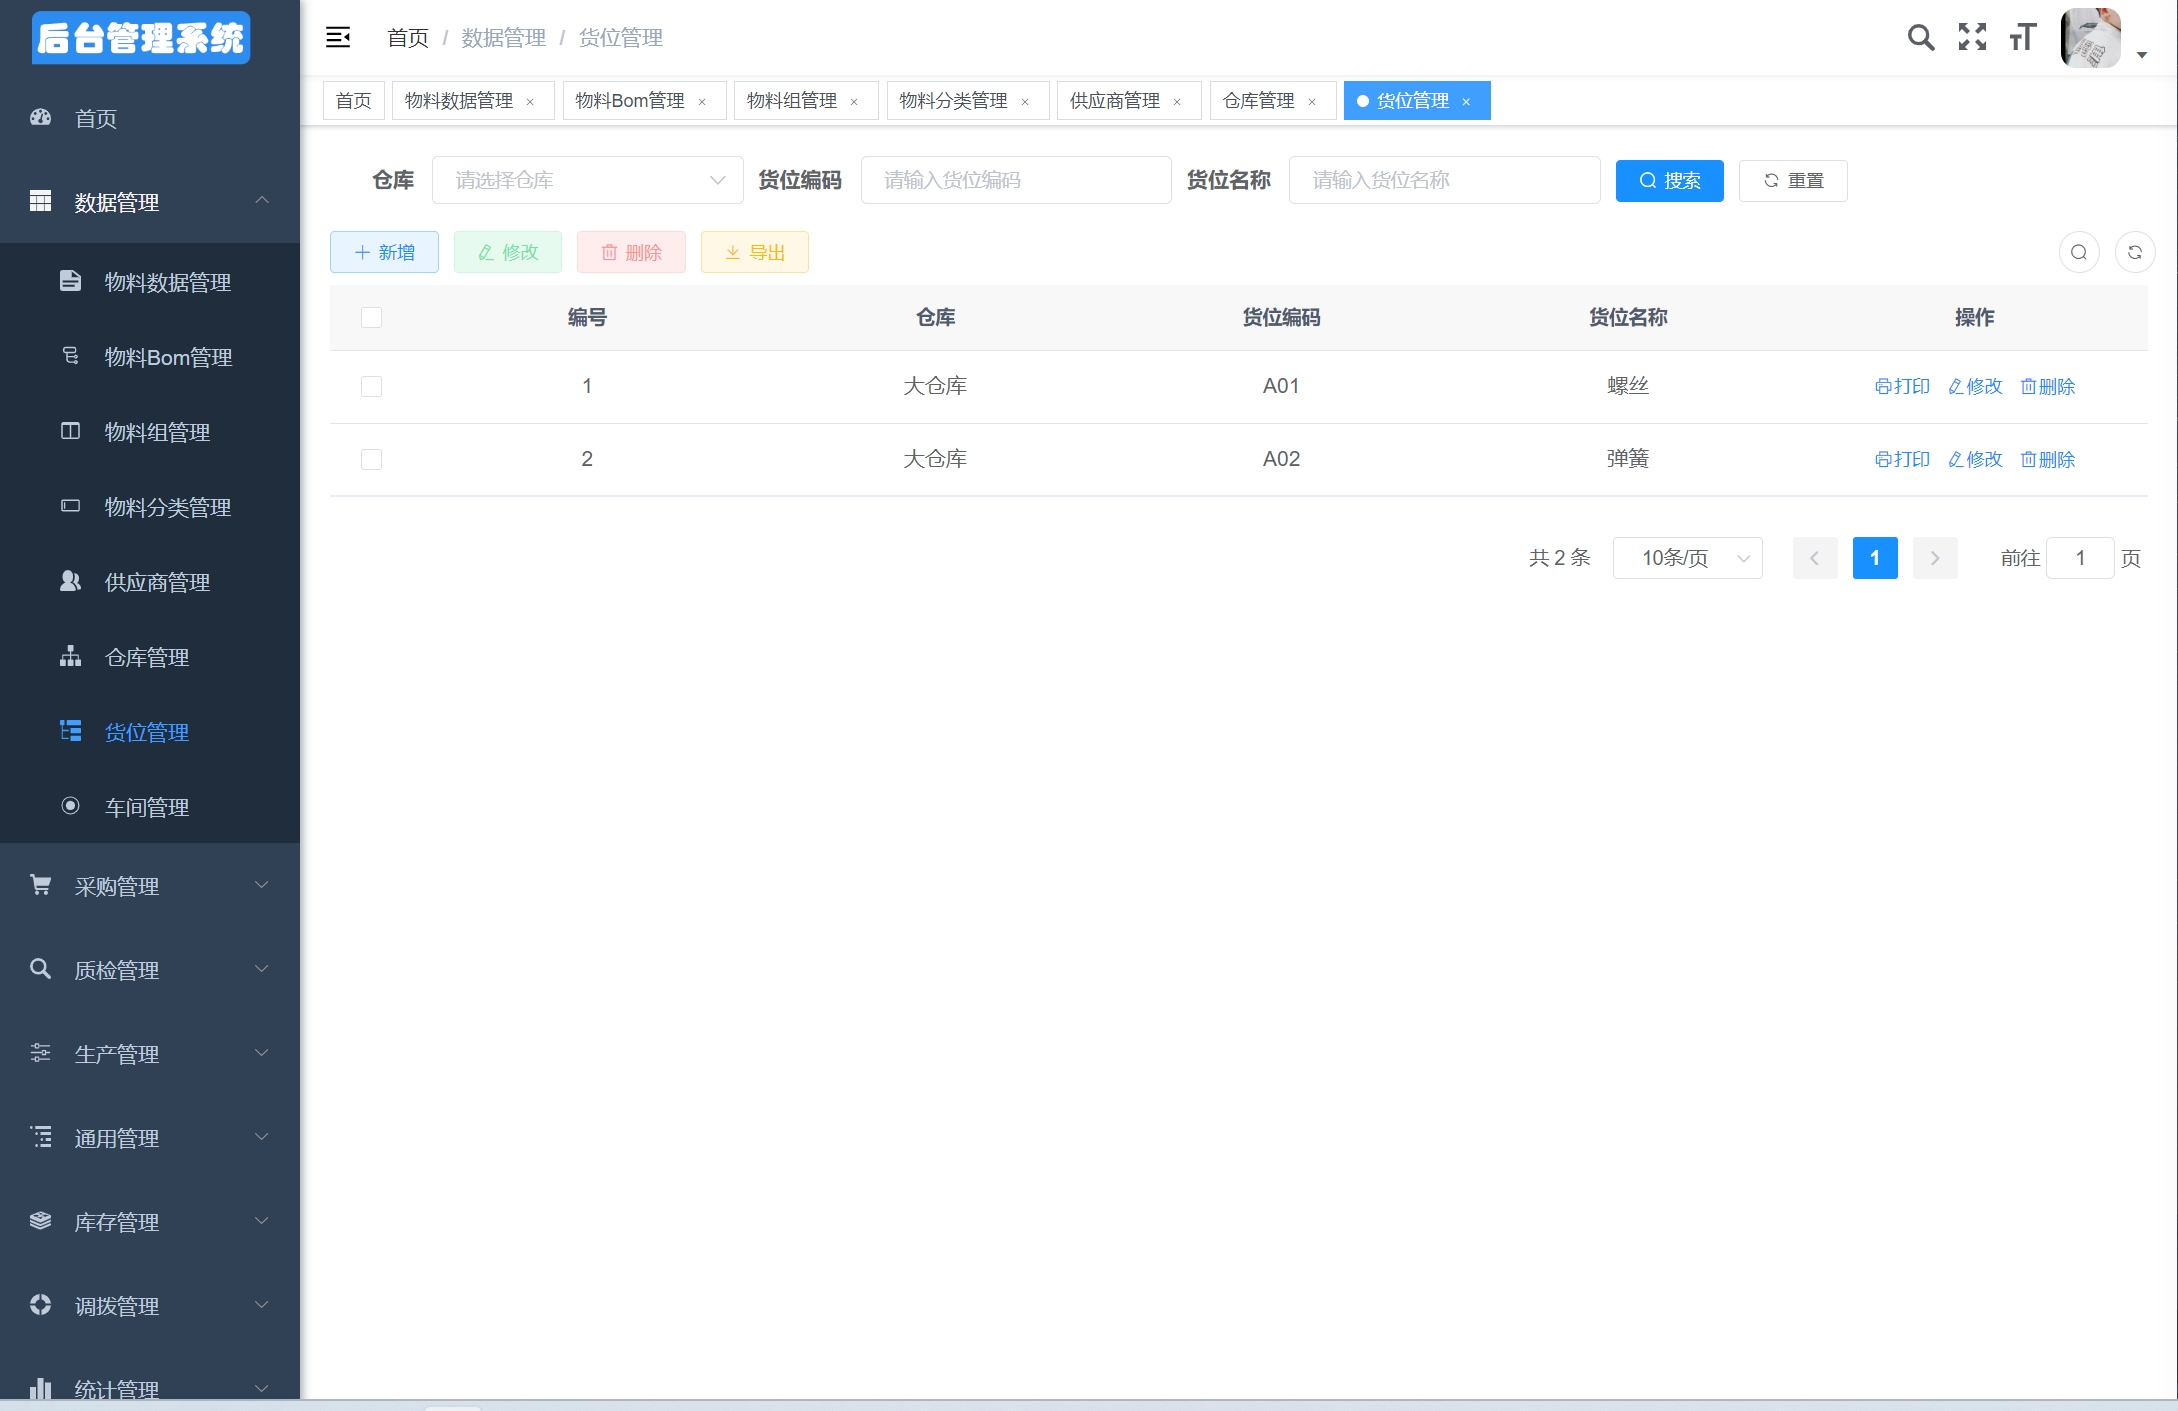 后台管理系统
首页
数据管理
物料数据管理
物料Bom管理
物料组管理
物料分类管理
供应商管理
仓库管理
货位管理
车间管理
采购管理
质检管理
生产管理
通用管理
库存管理
调拨管理
统计管理
首页 / 数据管理 / 货位管理
首页 物料数据管理 × 物料Bom管理 × 物料组管理 × 物料分类管理 × 供应商管理 × 仓库管理 × 货位管理 ×
仓库 请选择仓库 货位编码 请输入货位编码 货位名称 请输入货位名称 搜索 重置
新增 修改 删除 导出
编号 仓库 货位编码 货位名称 操作
1 大仓库 A01 螺丝 打印 修改 删除
2 大仓库 A02 弹簧 打印 修改 删除
共 2 条 10条/页 1 前往 1 页